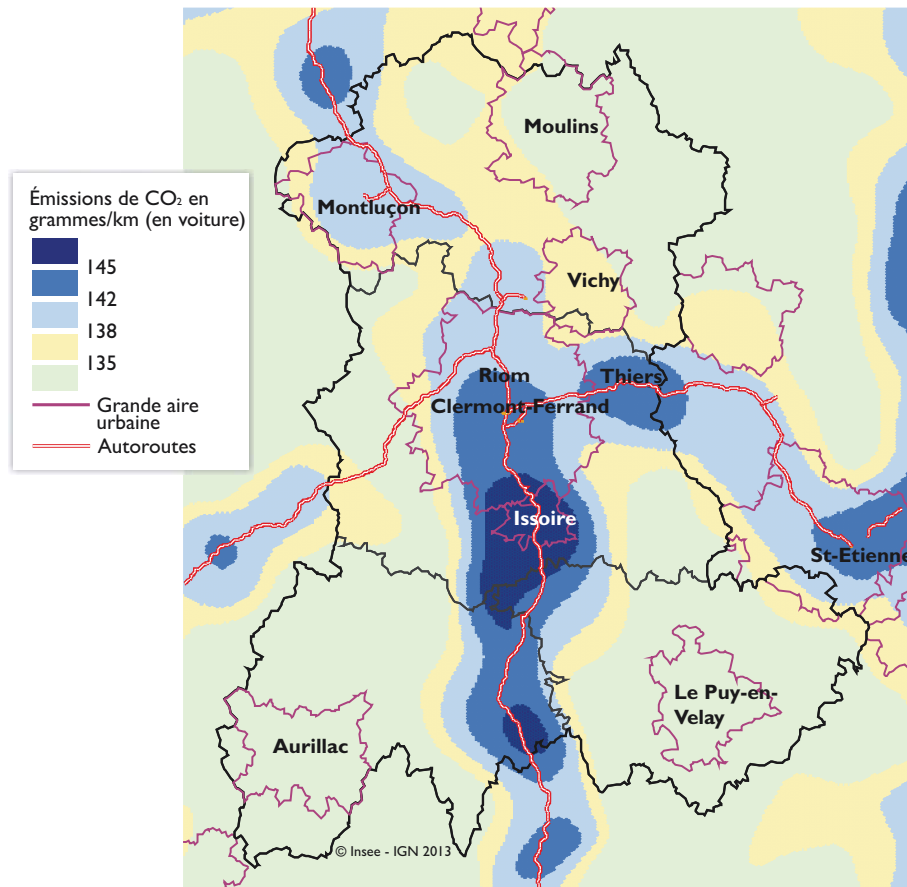 Émissions de CO₂ en
grammes/km (en voiture)
145
142
138
135
Grande aire
urbaine
Autoroutes
Moulins
Montluçon
Vichy
Riom
Thiers
Clermont-Ferrand
Issoire
St-Etienne
Le Puy-en-
Velay
Aurillac
© Insee - IGN 2013